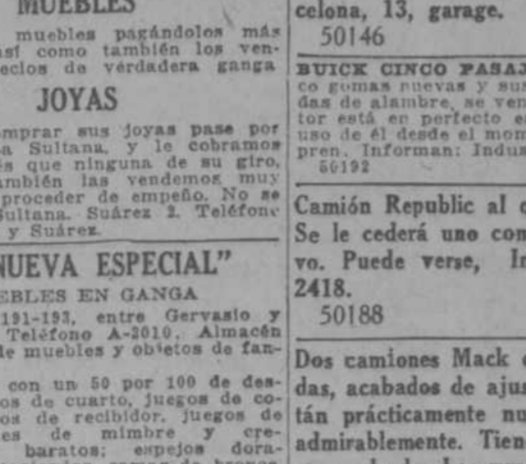 MUEBLES
muebles pagándolos más
así como también los ven-
ecios de verdadera ganga
JOYAS
omprar sus joyas pase por
a Sultana, y le cobramos
és que ninguna de su giro,
ambién las vendemos muy
proceder de empeño. No se
Sultana. Suárez 2. Teléfono
y Suárez.
NUEVA ESPECIAL"
EBLES EN GANGA
191-193, entre Gervasio y
Teléfono A-2010. Almacén
de muebles y objetos de fan-
con un 50 por 100 de des-
os de cuarto, juegos de co-
os de recibidor, juegos de
es de mimbre y cre-
baratos; espejos dora-
celona, 13, garage.
50146
BUICK CINCO PASAJ
co gomas nuevas y sus
das de alambre, se ven
tor está en perfecto e
uso de él desde el mon
pren. Informan: Indus
50192
Camión Republic al c
Se le cederá uno com
vo. Puede verse, In
2418.
50188
Dos camiones Mack
das, acabados de ajus
tán prácticamente nu
admirablemente. Tien